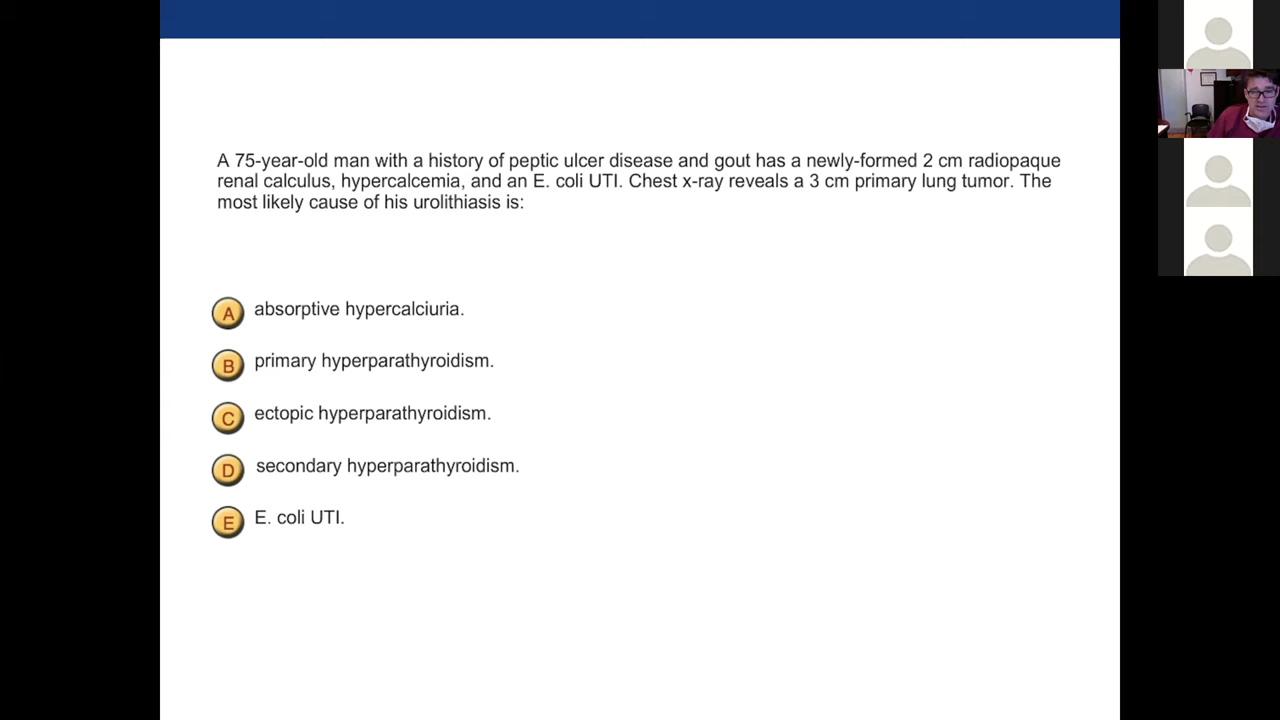 A 75-year-old man with a history of peptic ulcer disease and gout has a newly-formed 2 cm radiopaque
renal calculus, hypercalcemia, and an E. coli UTI. Chest x-ray reveals a 3 cm primary lung tumor. The
most likely cause of his urolithiasis is:
A absorptive hypercalciuria.
B primary hyperparathyroidism.
C ectopic hyperparathyroidism.
D secondary hyperparathyroidism.
E E. coli UTI.